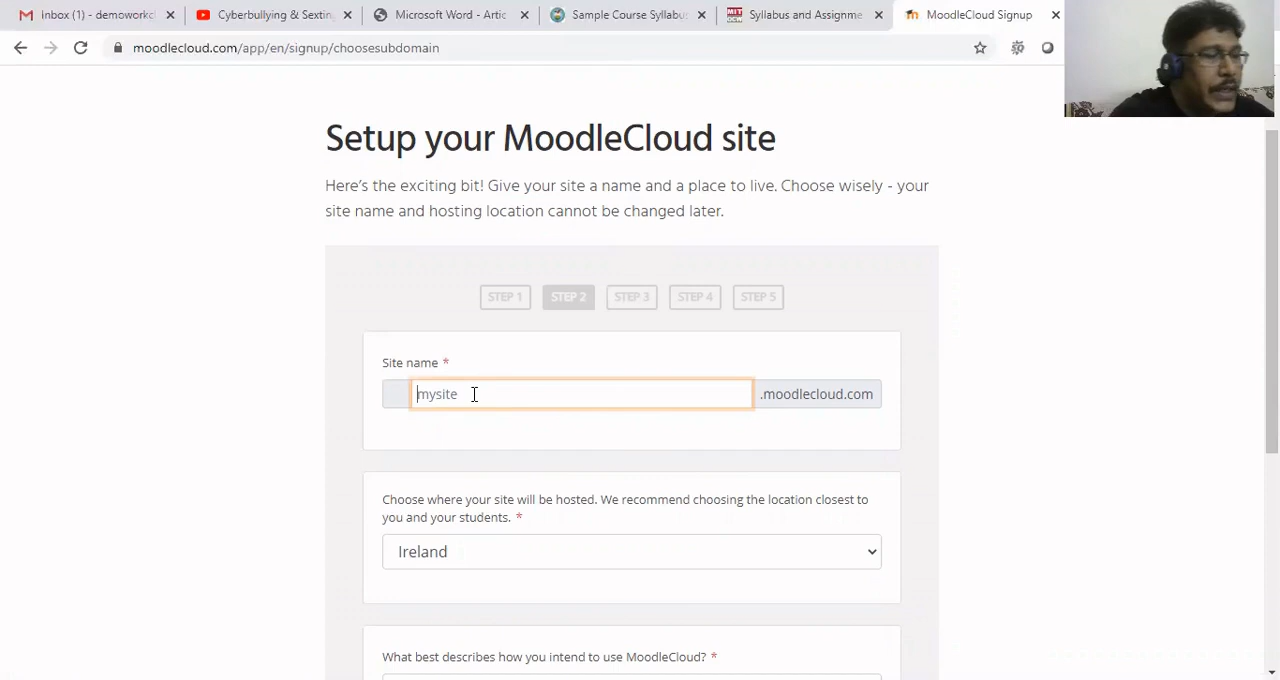 Inbox (1) - demoworkc
Cyberbullying & Sextin
Microsoft Word - Artic
Sample Course Syllabu
Syllabus and Assignme
MoodleCloud Signup
moodlecloud.com/app/en/signup/choosesubdomain
Setup your MoodleCloud site
Here's the exciting bit! Give your site a name and a place to live. Choose wisely - your
site name and hosting location cannot be changed later.
STEP 1 STEP 2 STEP 3 STEP 4 STEP 5
Site name *
mysite .moodlecloud.com
Choose where your site will be hosted. We recommend choosing the location closest to
you and your students. *
Ireland
What best describes how you intend to use MoodleCloud? *